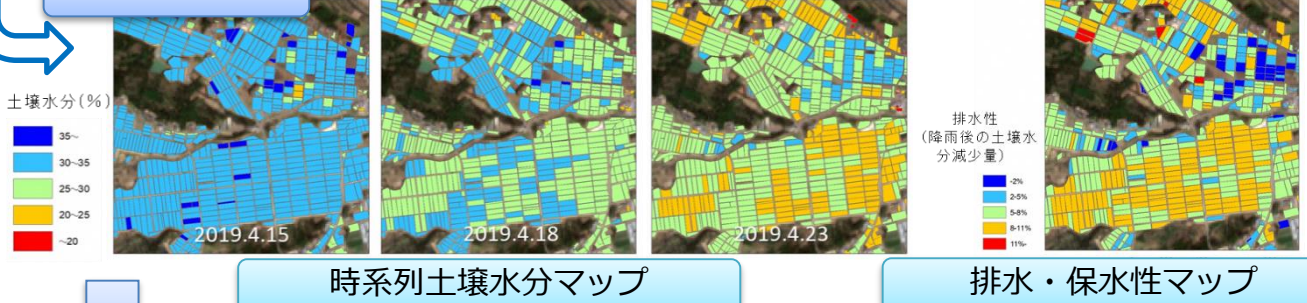 土壌水分(%)
35~
30~35
25~30
20~25
~20
2019.4.15
2019.4.18
2019.4.23
時系列土壌水分マップ
排水性
(降雨後の土壌水
分減少量)
-2%
2-5%
5-8%
8-11%
11%-
排水・保水性マップ